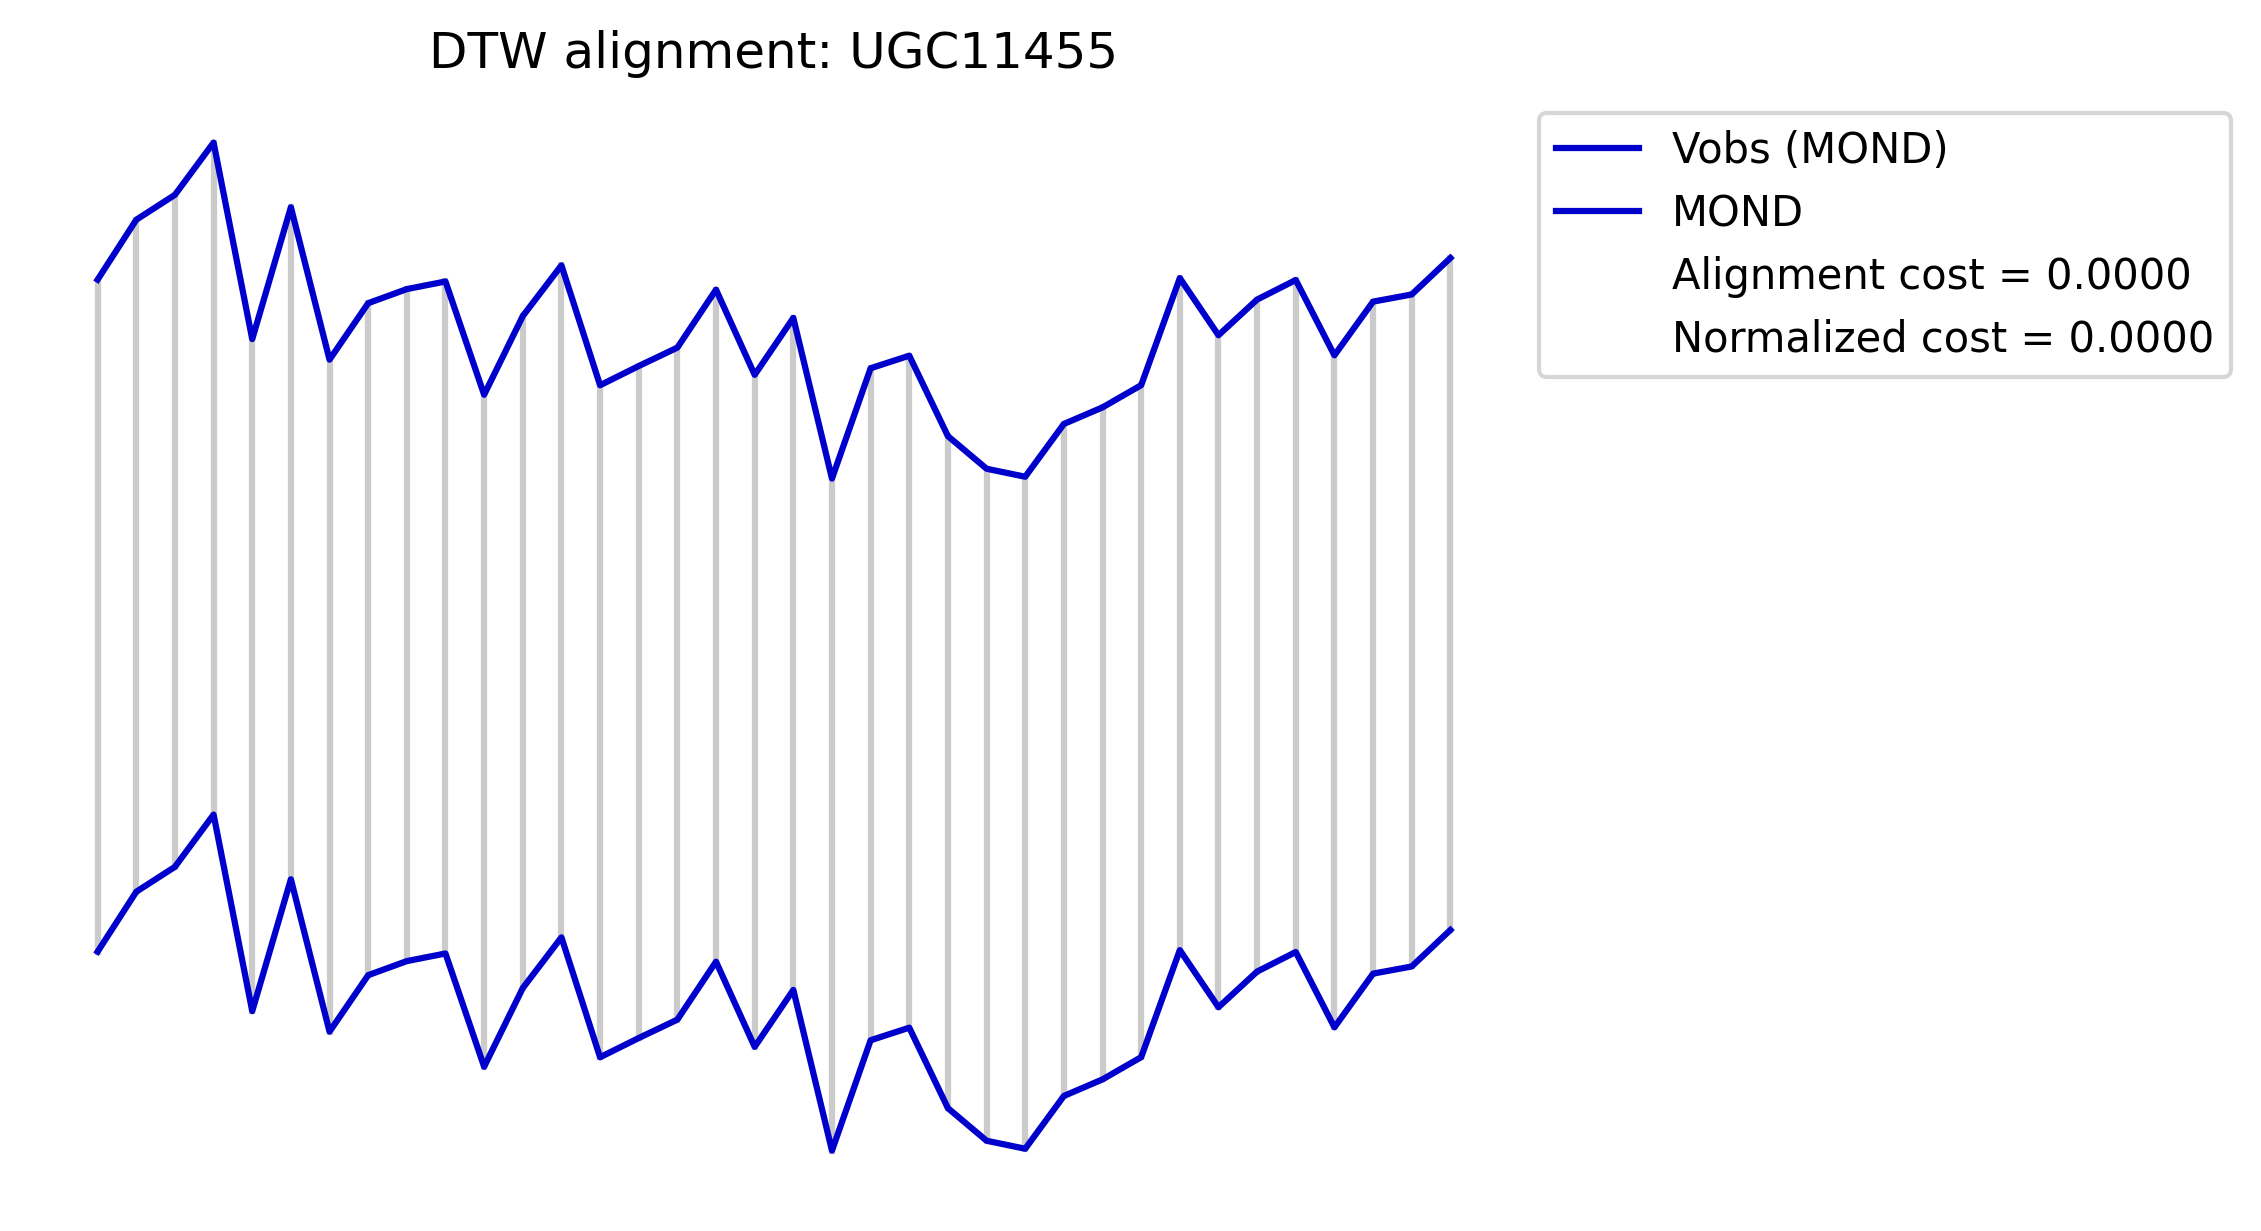 DTW alignment: UGC11455
Vobs (MOND)
MOND
Alignment cost = 0.0000
Normalized cost = 0.0000